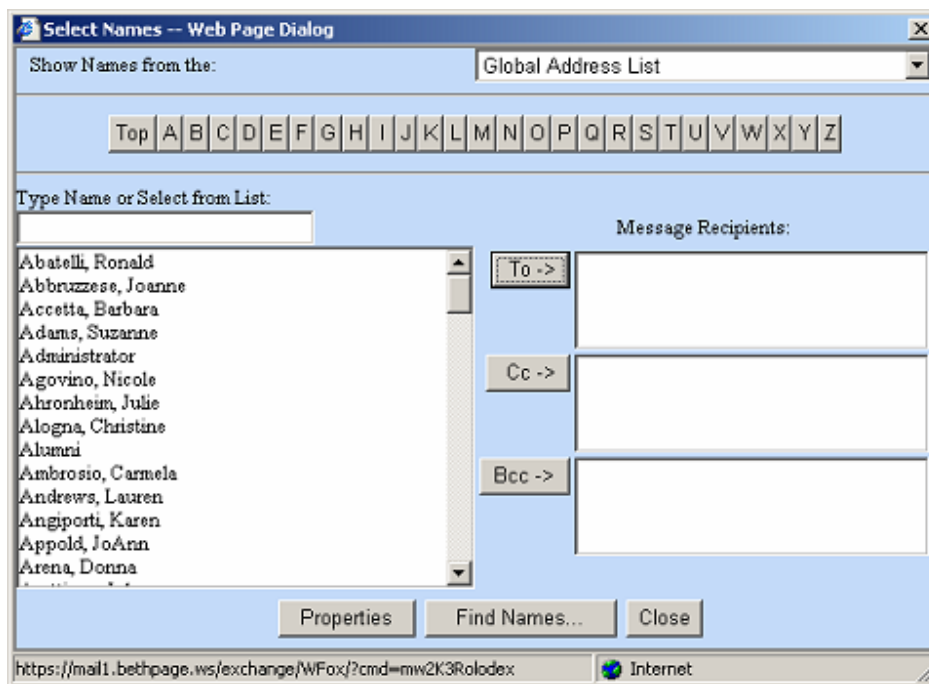 Select Names -- Web Page Dialog
Show Names from the:
Global Address List
Top A B C D E F G H I J K L M N O P Q R S T U V W X Y Z
Type Name or Select from List:
Message Recipients:
Abatelli, Ronald
Abbruzzese, Joanne
Accetta, Barbara
Adams, Suzanne
Administrator
Agovino, Nicole
Ahronheim, Julie
Alogna, Christine
Alumni
Ambrosio, Carmela
Andrews, Lauren
Angiporti, Karen
Appold, JoAnn
Arena, Donna
To ->
Cc ->
Bcc ->
Properties
Find Names...
Close
https://mail1.bethpage.ws/exchange/WFox/?cmd=mw2K3Rolodex
Internet